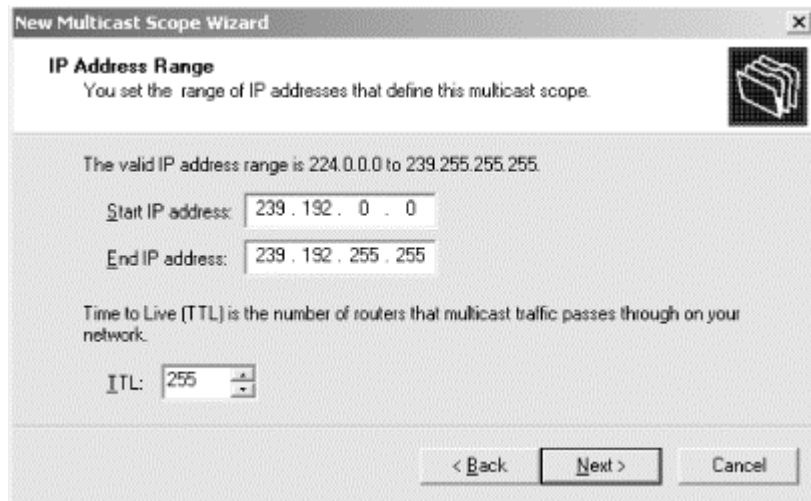 New Multicast Scope Wizard
IP Address Range
You set the range of IP addresses that define this multicast scope.
The valid IP address range is 224.0.0.0 to 239.255.255.255.
Start IP address: 239 . 192 . 0 . 0
End IP address: 239 . 192 . 255 . 255
Time to Live (TTL) is the number of routers that multicast traffic passes through on your
network.
TTL: 255
< Back Next > Cancel